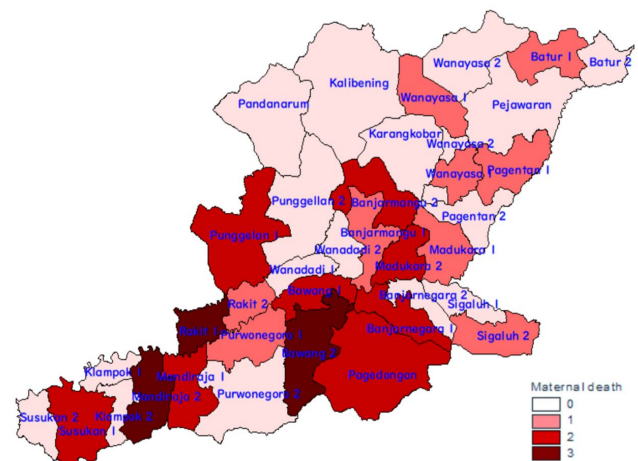 Wanayasa 2
Batur 1
Batur 2
Kalibening
Wanayasa 1
Pandanarum
Pejawaran
Karangkobar
Wanayasa 2
Wanayasa 1
Pagentan 1
Punggellan 2
Banjarmangu 2
Pagentan 2
Punggelan 1
Banjarmangu 1
Wanadadi 2
Madukara 1
Wanadadi 1
Madukara 2
Bawang 1
Banjarnegara 2
Rakit 2
Sigaluh 1
Rakit 1
Purwonegoro 1
Banjarnegara 1
Sigaluh 2
Bawang 2
Klampok 1
Mandiraja 1
Pagedongan
Mandiraju 2
Purwonegoro 2
Susukan 2
Klampok 2
Susukan 1
Maternal death
0
1
2
3